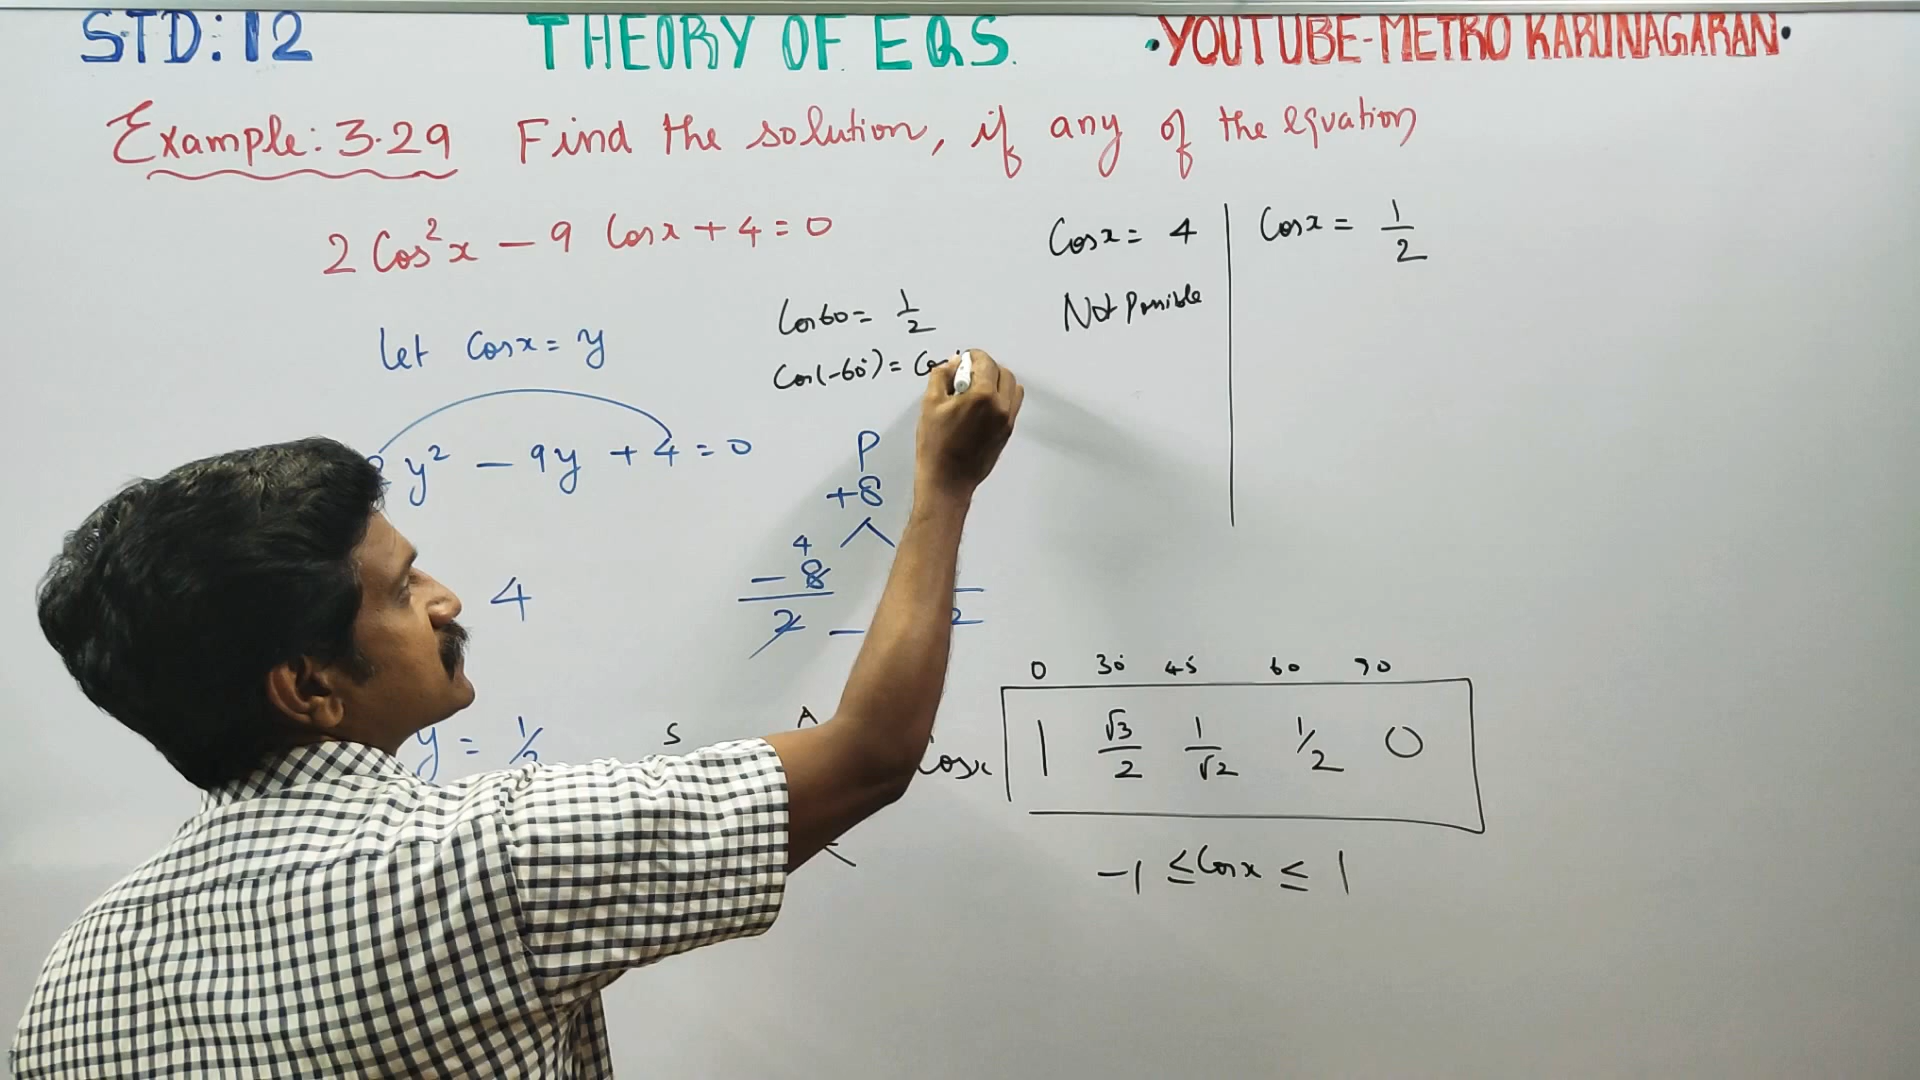 STD: 12 THEORY OF EQS. • YOUTUBE-METRO KARUNAGARAN •
Example: 3.29 Find the solution, if any of the equation
2 Cos²x - 9 Cosx + 4 = 0
Let Cosx = y
y² - 9y + 4 = 0
4
y = 1/2
Cos60 = 1/2
Cos(-60°) = Cos
P
+8
4
-8
2
-
2
S A
Cosx = 4
Not Possible
Cosx = 1/2
0 30 45 60 90
Cosx 1 √3/2 1/√2 1/2 0
-1 ≤ Cosx ≤ 1